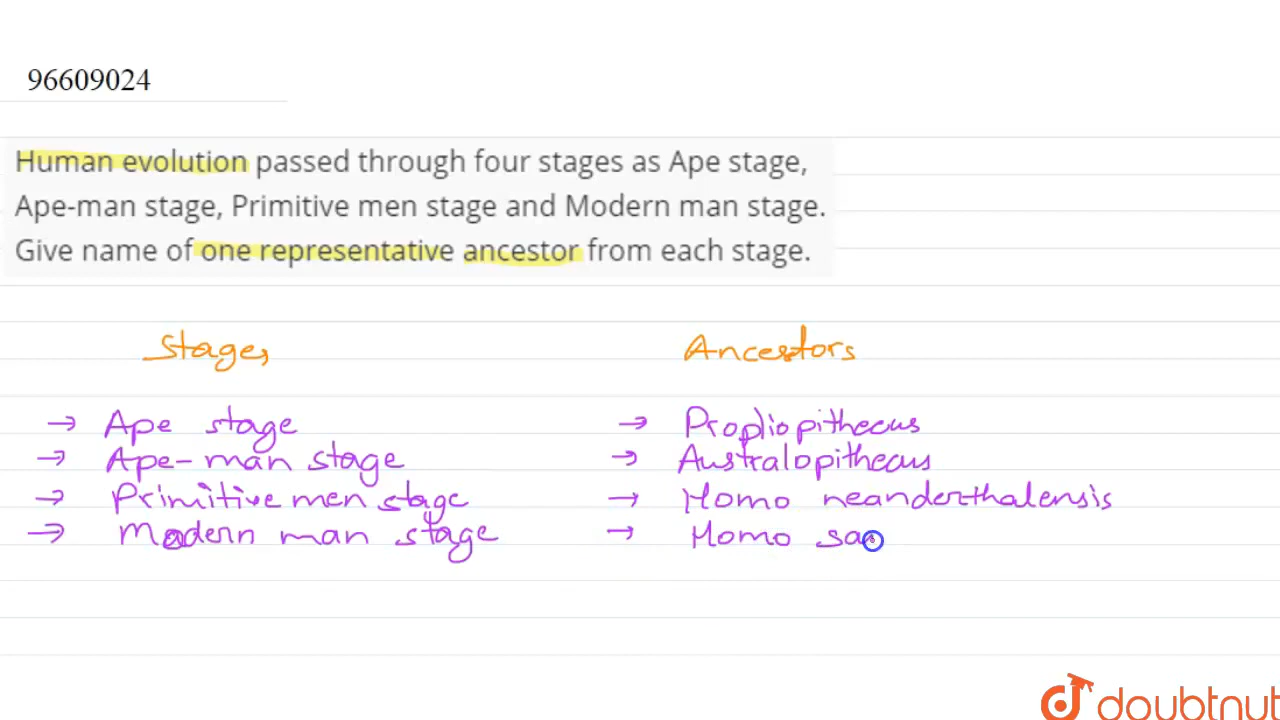 96609024
Human evolution passed through four stages as Ape stage,
Ape-man stage, Primitive men stage and Modern man stage.
Give name of one representative ancestor from each stage.
Stages Ancestors
→ Ape stage → Propliopithecus
→ Ape-man stage → Australopithecus
→ Primitive men stage → Homo neanderthalensis
→ Modern man stage → Homo sa
doubtnut